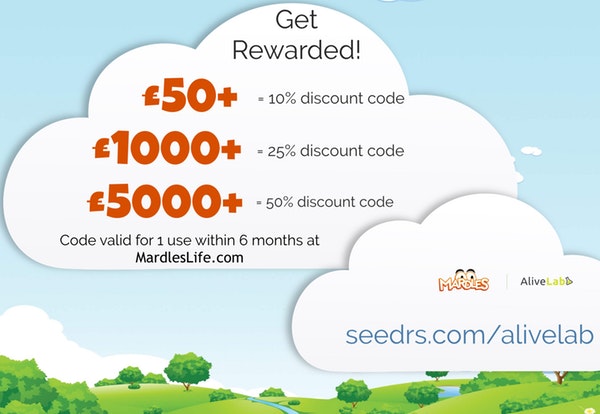 Get
Rewarded!
£50+ = 10% discount code
£1000+ = 25% discount code
£5000+ = 50% discount code
Code valid for 1 use within 6 months at
MardlesLife.com
MARDLES | AliveLab
seedrs.com/alivelab